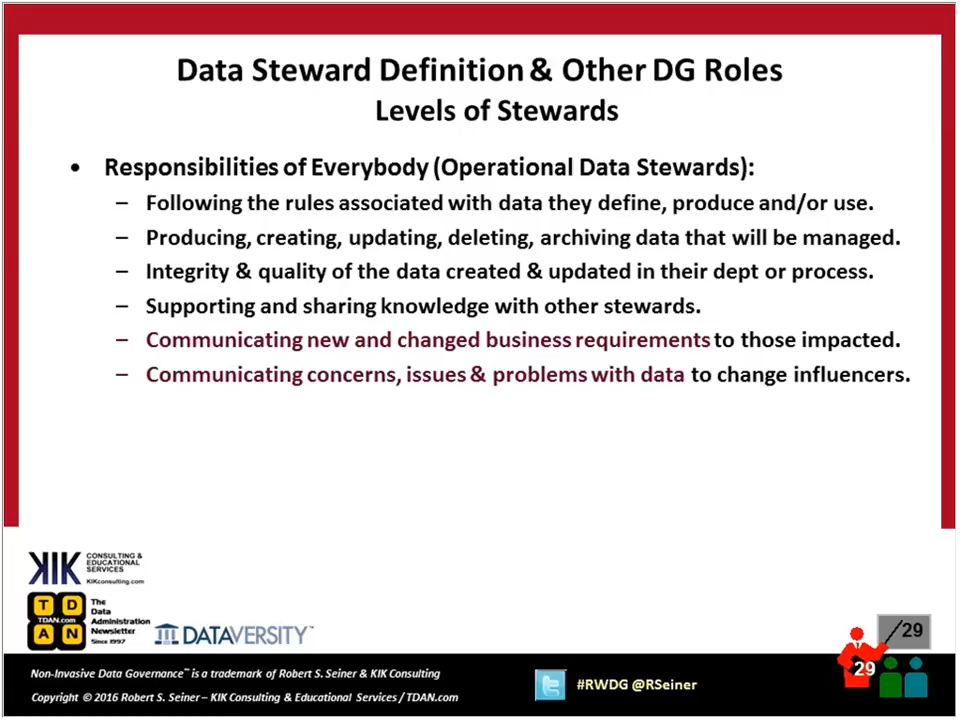 Data Steward Definition & Other DG Roles
Levels of Stewards
• Responsibilities of Everybody (Operational Data Stewards):
– Following the rules associated with data they define, produce and/or use.
– Producing, creating, updating, deleting, archiving data that will be managed.
– Integrity & quality of the data created & updated in their dept or process.
– Supporting and sharing knowledge with other stewards.
– Communicating new and changed business requirements to those impacted.
– Communicating concerns, issues & problems with data to change influencers.
KIK
CONSULTING &
EDUCATIONAL
SERVICES
KIKconsulting.com
T D
TDAN.com
A N
The
Data
Administration
Newsletter
Since 1997
DATAVERSITY™
29
29
Non-Invasive Data Governance™ is a trademark of Robert S. Seiner & KIK Consulting
Copyright © 2016 Robert S. Seiner – KIK Consulting & Educational Services / TDAN.com
#RWDG @RSeiner